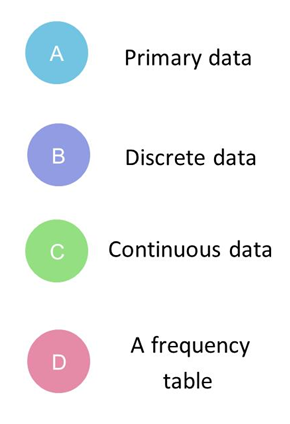 A Primary data
B Discrete data
C Continuous data
D A frequency
table